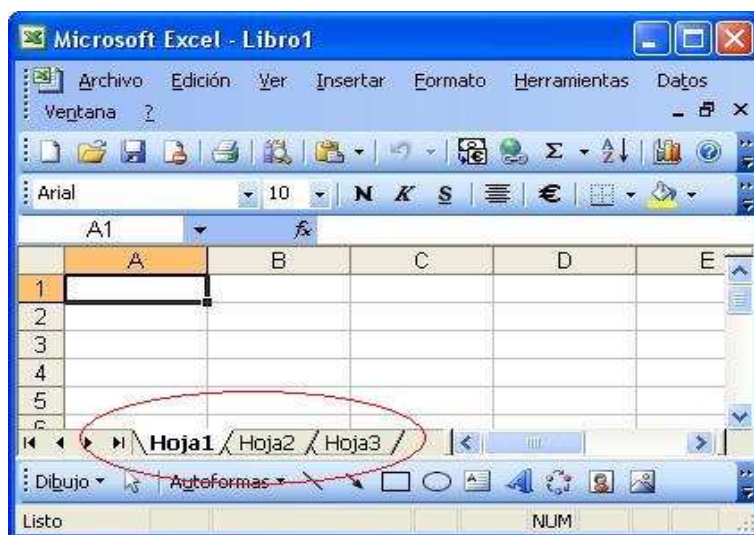 Microsoft Excel - Libro1
Archivo Edición Ver Insertar Formato Herramientas Datos
Ventana ?
Arial 10 N K S €
A1 fx
A B C D E
1
2
3
4
5
6
Hoja1 Hoja2 Hoja3
Dibujo Autoformas
Listo NUM